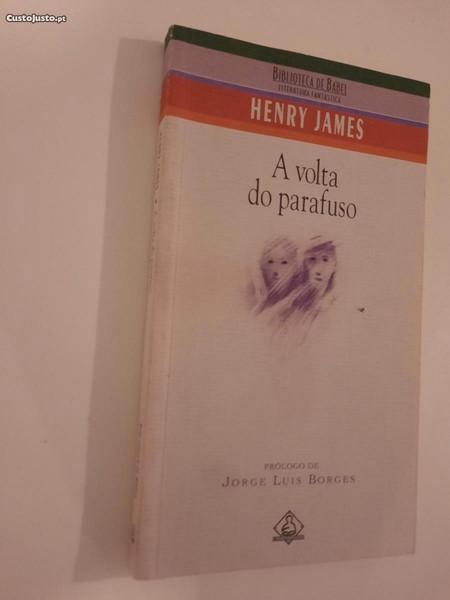 CustoJusto.pt
BIBLIOTECA DE BABEL
LITERATURA FANTÁSTICA
HENRY JAMES
A volta
do parafuso
PRÓLOGO DE
JORGE LUIS BORGES